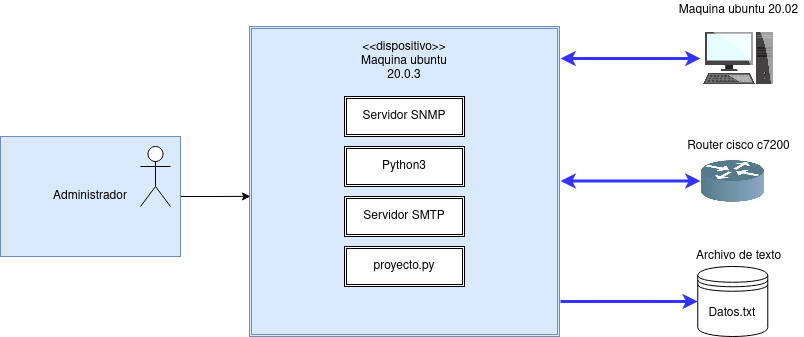 Maquina ubuntu 20.02
<<dispositivo>>
Maquina ubuntu
20.0.3
Servidor SNMP
Python3
Servidor SMTP
proyecto.py
Administrador
Router cisco c7200
Archivo de texto
Datos.txt